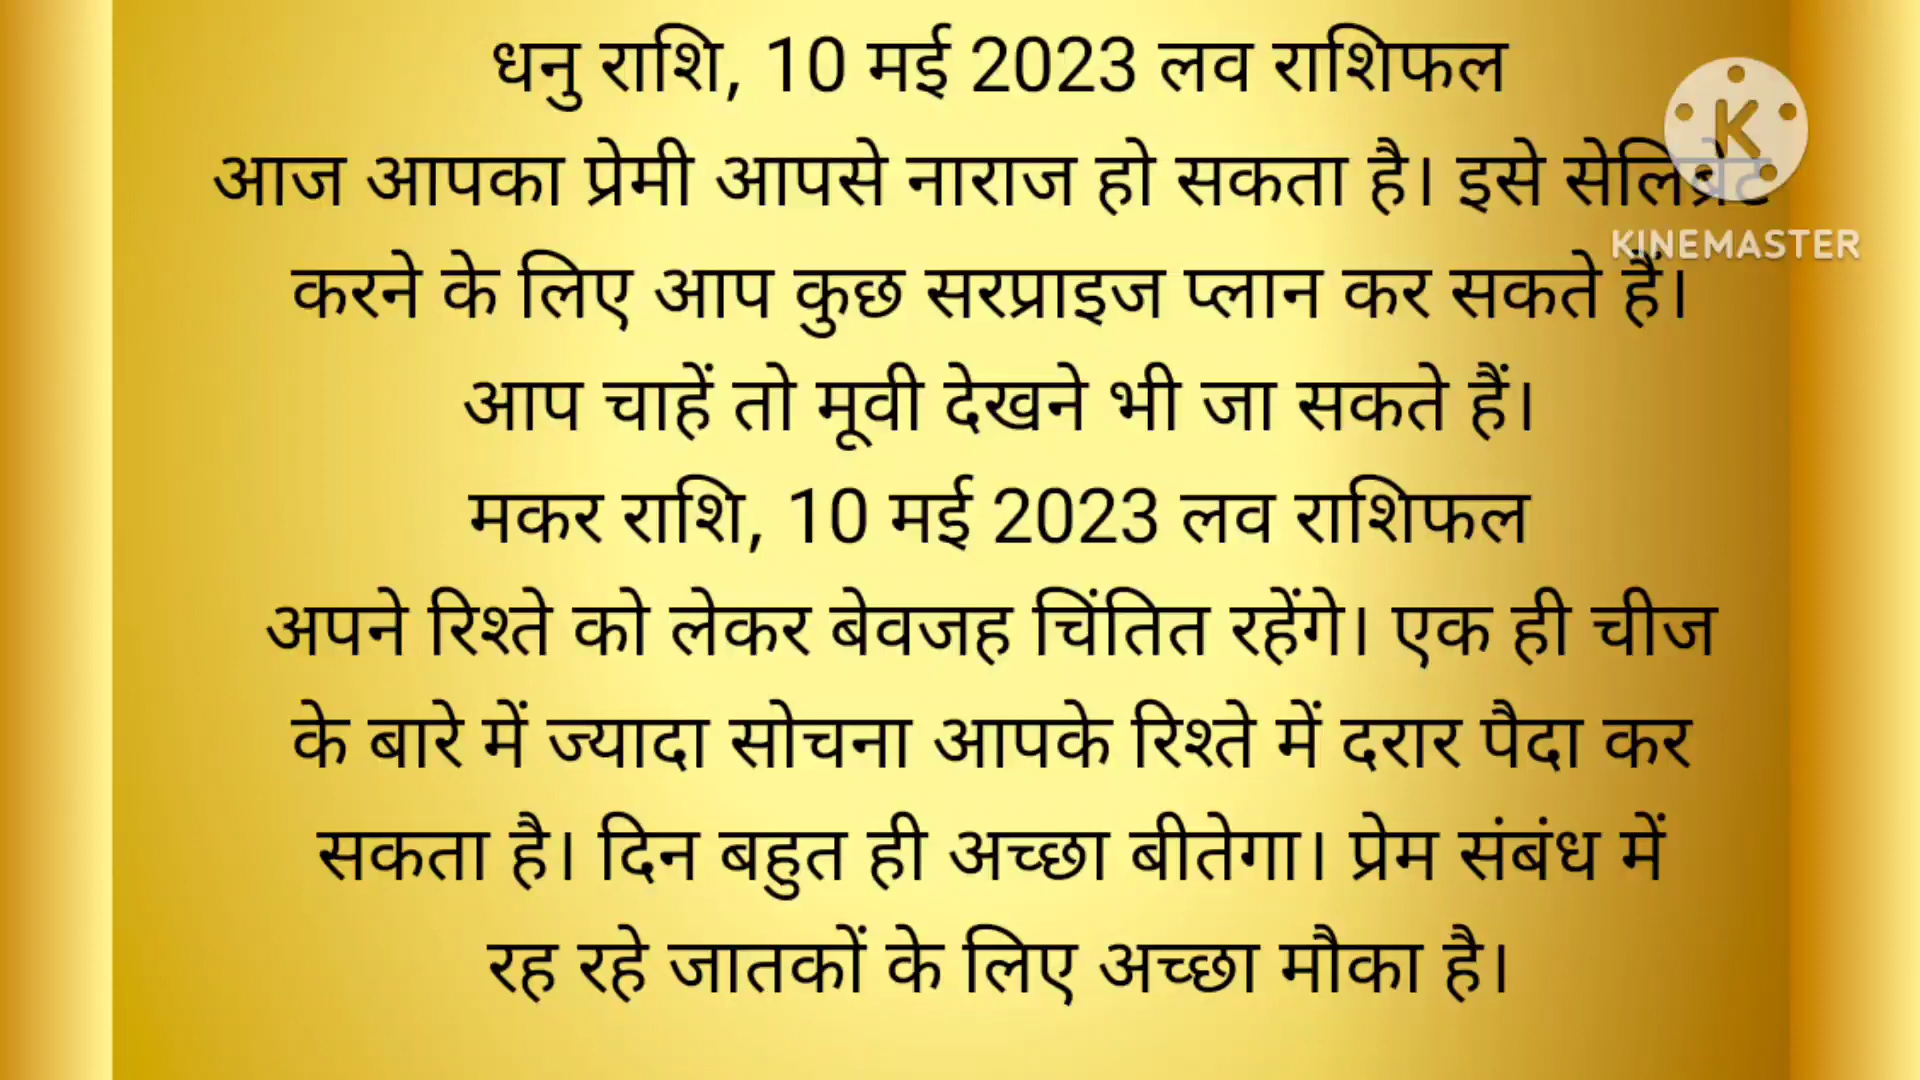 धनु राशि, 10 मई 2023 लव राशिफल
आज आपका प्रेमी आपसे नाराज हो सकता है। इसे सेलिब्रेट
करने के लिए आप कुछ सरप्राइज प्लान कर सकते हैं।
आप चाहें तो मूवी देखने भी जा सकते हैं।
मकर राशि, 10 मई 2023 लव राशिफल
अपने रिश्ते को लेकर बेवजह चिंतित रहेंगे। एक ही चीज
के बारे में ज्यादा सोचना आपके रिश्ते में दरार पैदा कर
सकता है। दिन बहुत ही अच्छा बीतेगा। प्रेम संबंध में
रह रहे जातकों के लिए अच्छा मौका है।
K
KINEMASTER